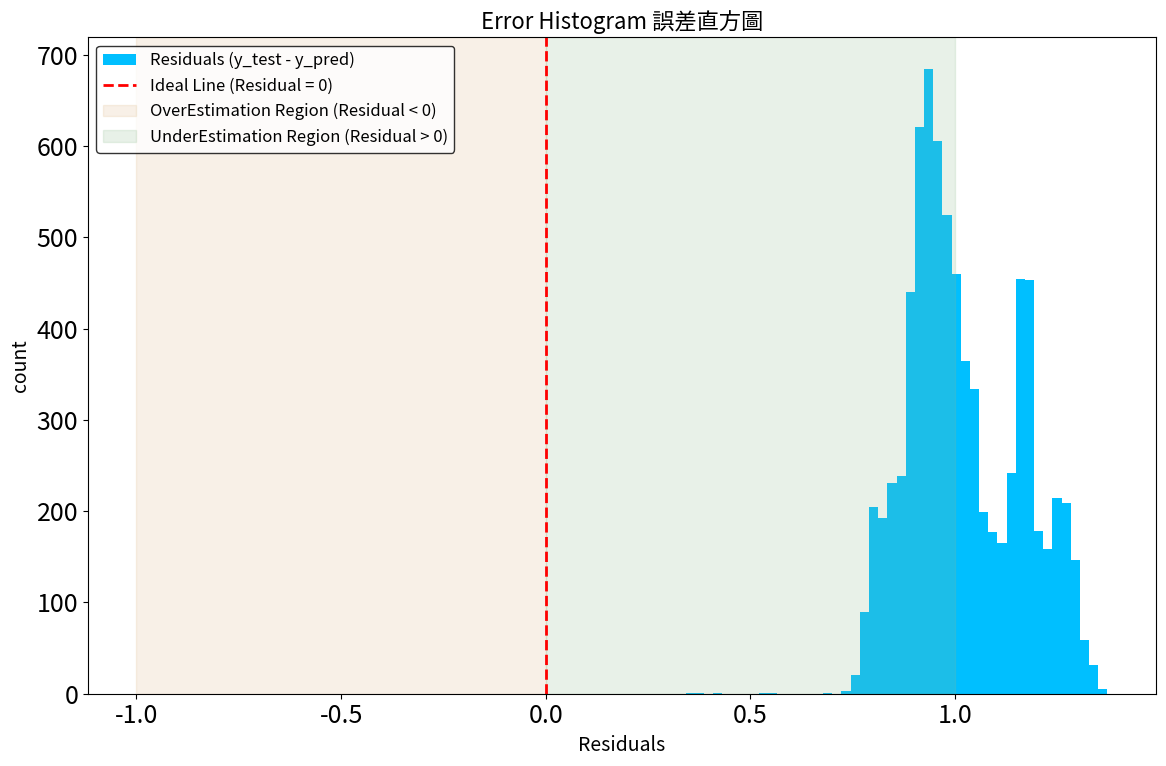 Error Histogram 誤差直方圖
Residuals (y_test - y_pred)
Ideal Line (Residual = 0)
OverEstimation Region (Residual < 0)
UnderEstimation Region (Residual > 0)
700
600
500
400
300
200
100
0
count
-1.0
-0.5
0.0
0.5
1.0
Residuals